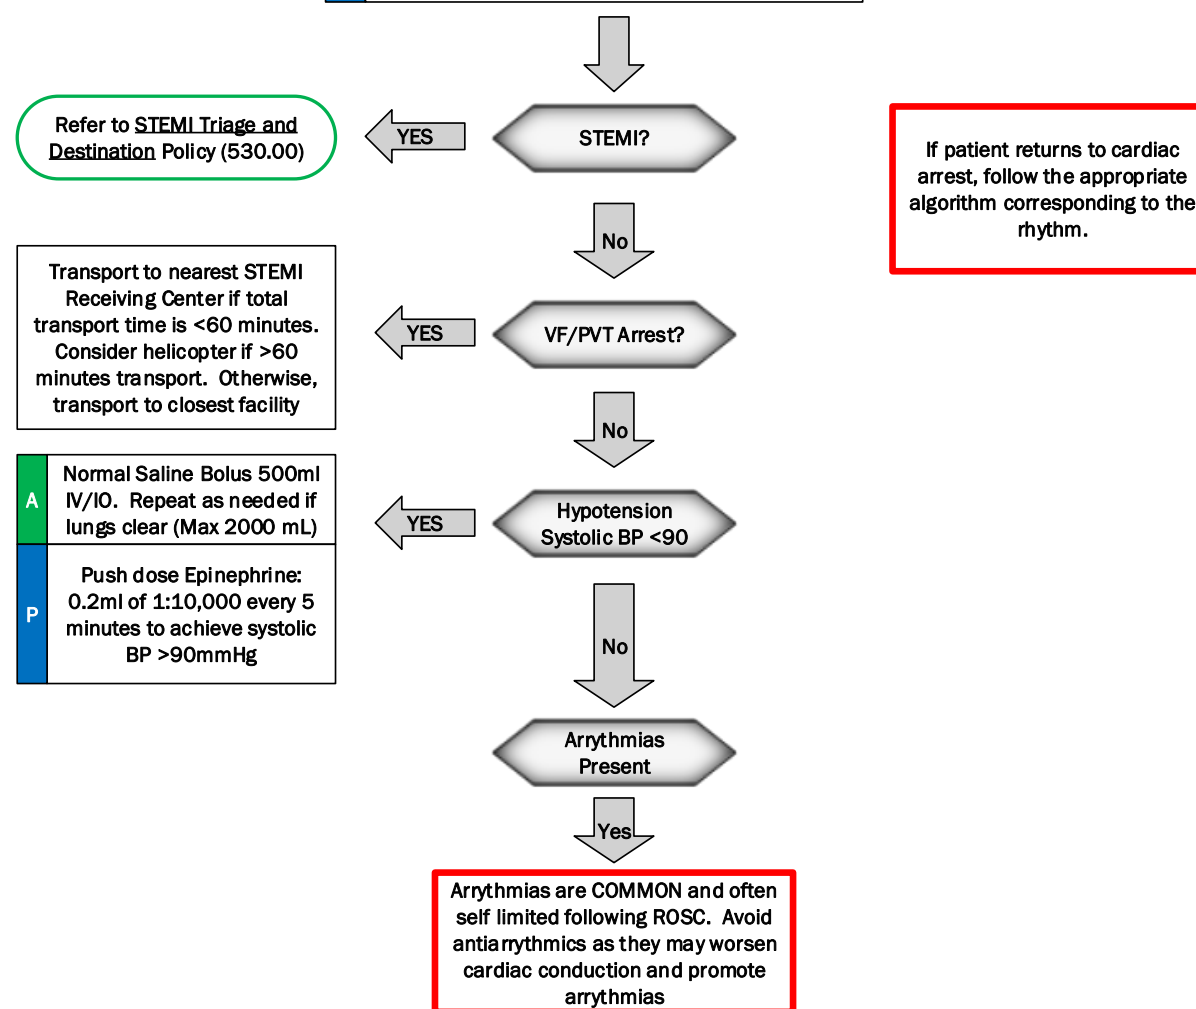 STEMI?
YES
Refer to STEMI Triage and
Destination Policy (530.00)
If patient returns to cardiac
arrest, follow the appropriate
algorithm corresponding to the
rhythm.
No
VF/PVT Arrest?
YES
Transport to nearest STEMI
Receiving Center if total
transport time is <60 minutes.
Consider helicopter if >60
minutes transport.  Otherwise,
transport to closest facility
No
Hypotension
Systolic BP <90
YES
A
Normal Saline Bolus 500ml
IV/IO.  Repeat as needed if
lungs clear (Max 2000 mL)
P
Push dose Epinephrine:
0.2ml of 1:10,000 every 5
minutes to achieve systolic
BP >90mmHg
No
Arrythmias
Present
Yes
Arrythmias are COMMON and often
self limited following ROSC.  Avoid
antiarrythmics as they may worsen
cardiac conduction and promote
arrythmias